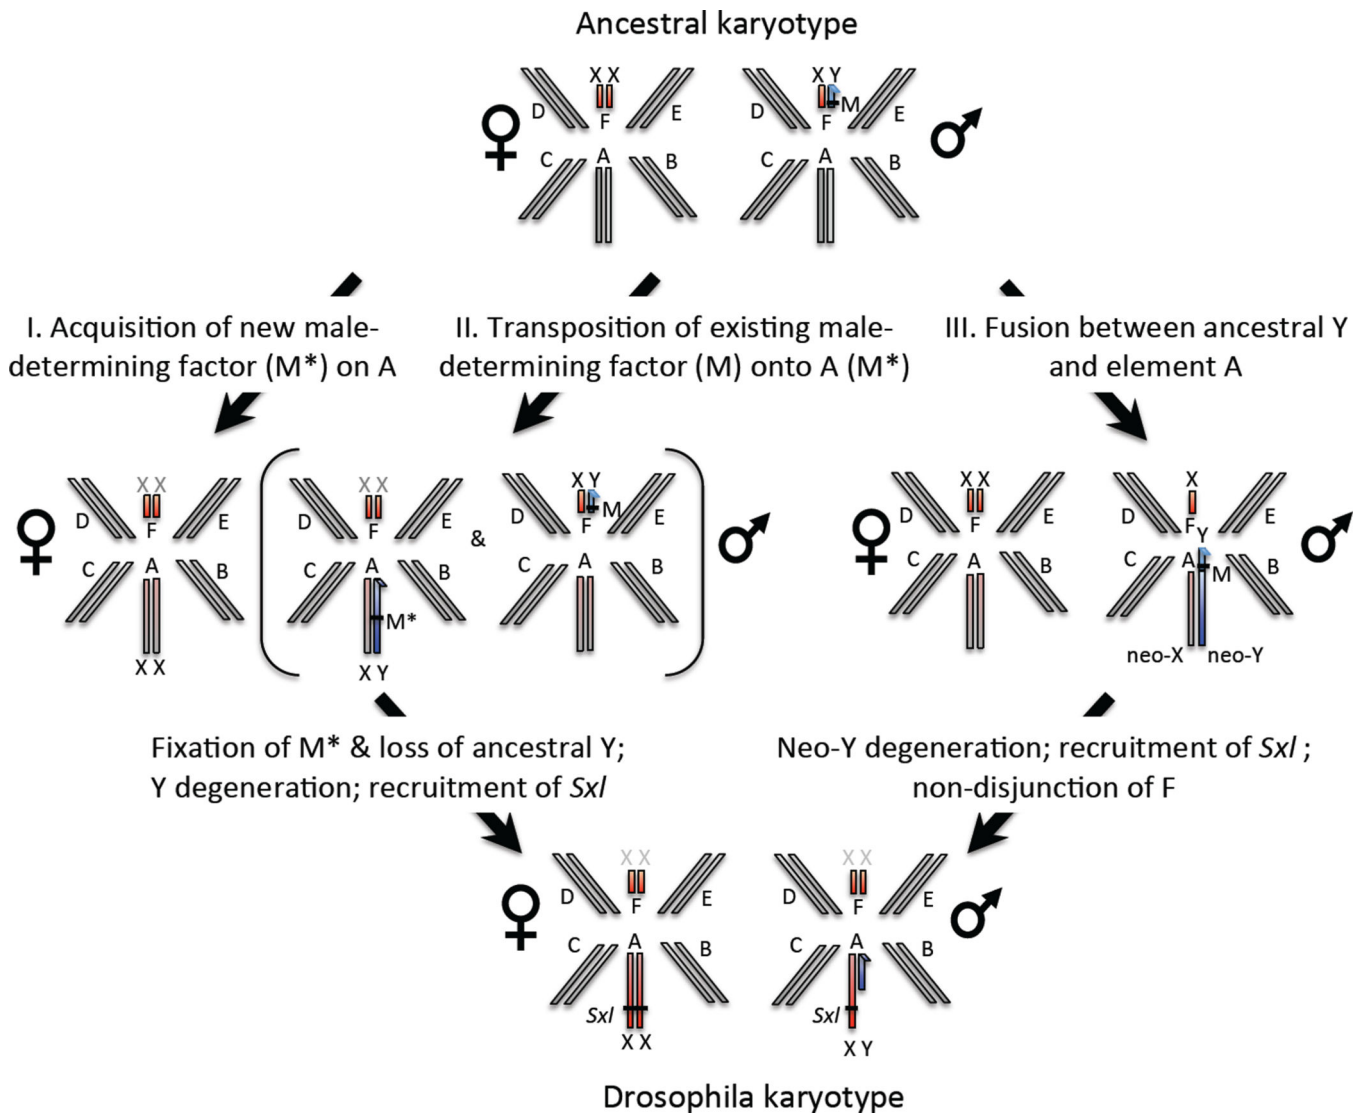 Ancestral karyotype
X X
X Y
D
E
D
M
E
F
F
C
A
B
C
A
B
I. Acquisition of new male-
determining factor (M*) on A
II. Transposition of existing male-
determining factor (M) onto A (M*)
III. Fusion between ancestral Y
and element A
X X
X X
X Y
X X
X
D
E
D
E
D
M
E
D
E
D
E
F
F
&
F
F
F
Y
C
A
B
C
A
B
C
A
B
C
A
B
C
A
M
B
M*
X X
X Y
neo-X
neo-Y
Fixation of M* & loss of ancestral Y;
Y degeneration; recruitment of Sxl
Neo-Y degeneration; recruitment of Sxl ;
non-disjunction of F
X X
X X
D
E
D
E
F
F
C
A
B
C
A
B
Sxl
Sxl
X X
X Y
Drosophila karyotype